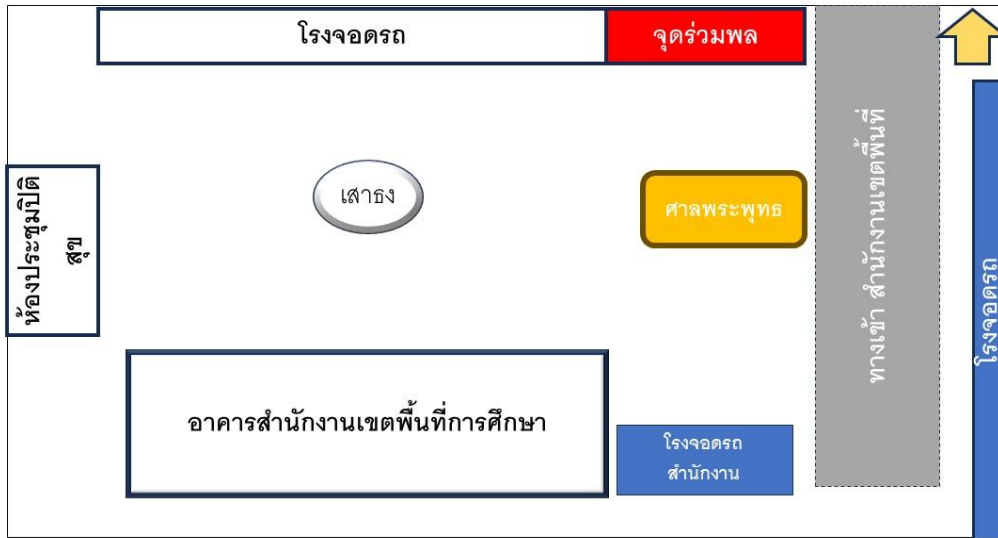 โรงจอดรถ
จุดร่วมพล
ทางเข้า สำนักงานเขตพื้นที่
ห้องประชุมปิติ
สุข
เสาธง
ศาลพระพุทธ
โรงจอดรถ
อาคารสำนักงานเขตพื้นที่การศึกษา
โรงจอดรถ
สำนักงาน